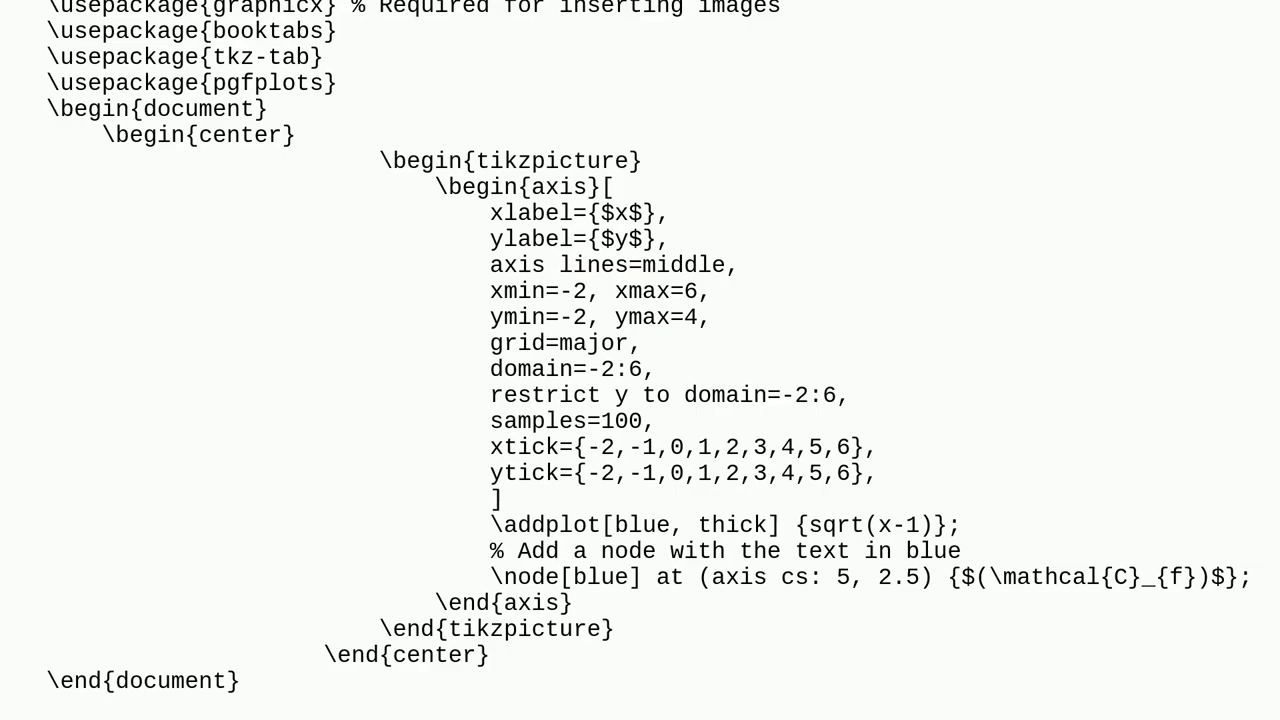 \usepackage{graphicx} % Required for inserting images
\usepackage{booktabs}
\usepackage{tkz-tab}
\usepackage{pgfplots}
\begin{document}
\begin{center}
\begin{tikzpicture}
\begin{axis}[
xlabel={$x$},
ylabel={$y$},
axis lines=middle,
xmin=-2, xmax=6,
ymin=-2, ymax=4,
grid=major,
domain=-2:6,
restrict y to domain=-2:6,
samples=100,
xtick={-2,-1,0,1,2,3,4,5,6},
ytick={-2,-1,0,1,2,3,4,5,6},
]
\addplot[blue, thick] {sqrt(x-1)};
% Add a node with the text in blue
\node[blue] at (axis cs: 5, 2.5) {$(\mathcal{C}_{f})$};
\end{axis}
\end{tikzpicture}
\end{center}
\end{document}